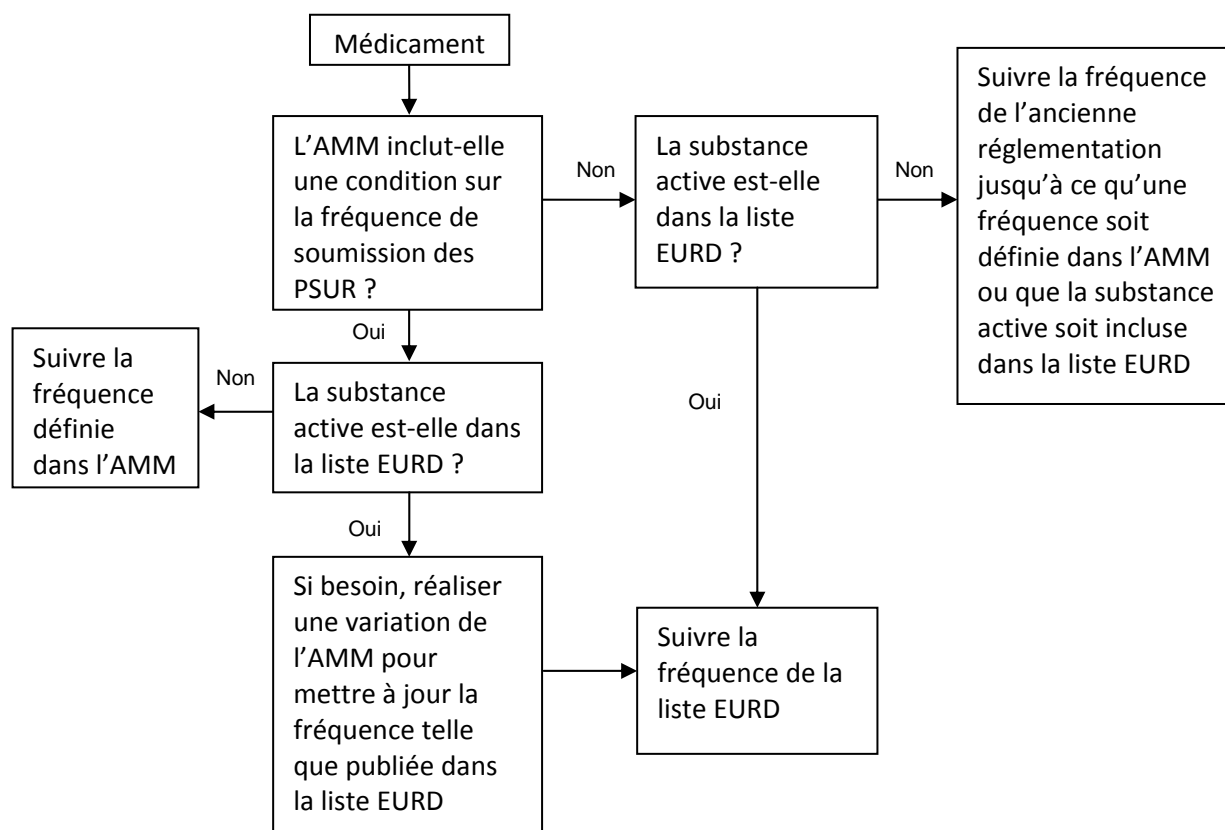 Médicament
L’AMM inclut-elle
une condition sur
la fréquence de
soumission des
PSUR ?
Non
La substance
active est-elle
dans la liste
EURD ?
Non
Suivre la fréquence
de l’ancienne
réglementation
jusqu’à ce qu’une
fréquence soit
définie dans l’AMM
ou que la substance
active soit incluse
dans la liste EURD
Oui
Suivre la
fréquence
définie
dans l’AMM
Non
La substance
active est-elle dans
la liste EURD ?
Oui
Oui
Si besoin, réaliser
une variation de
l’AMM pour
mettre à jour la
fréquence telle
que publiée dans
la liste EURD
Suivre la
fréquence de la
liste EURD